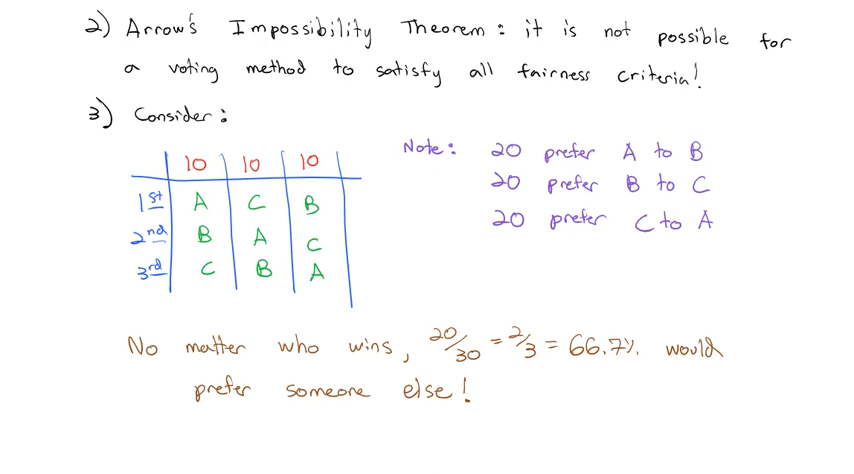 2) Arrow's Impossibility Theorem: it is not possible for
a voting method to satisfy all fairness criteria!
3) Consider:
10 10 10
1st A C B
2nd B A C
3rd C B A
Note: 20 prefer A to B
20 prefer B to C
20 prefer C to A
No matter who wins, 20/30 = 2/3 = 66.7% would
prefer someone else!